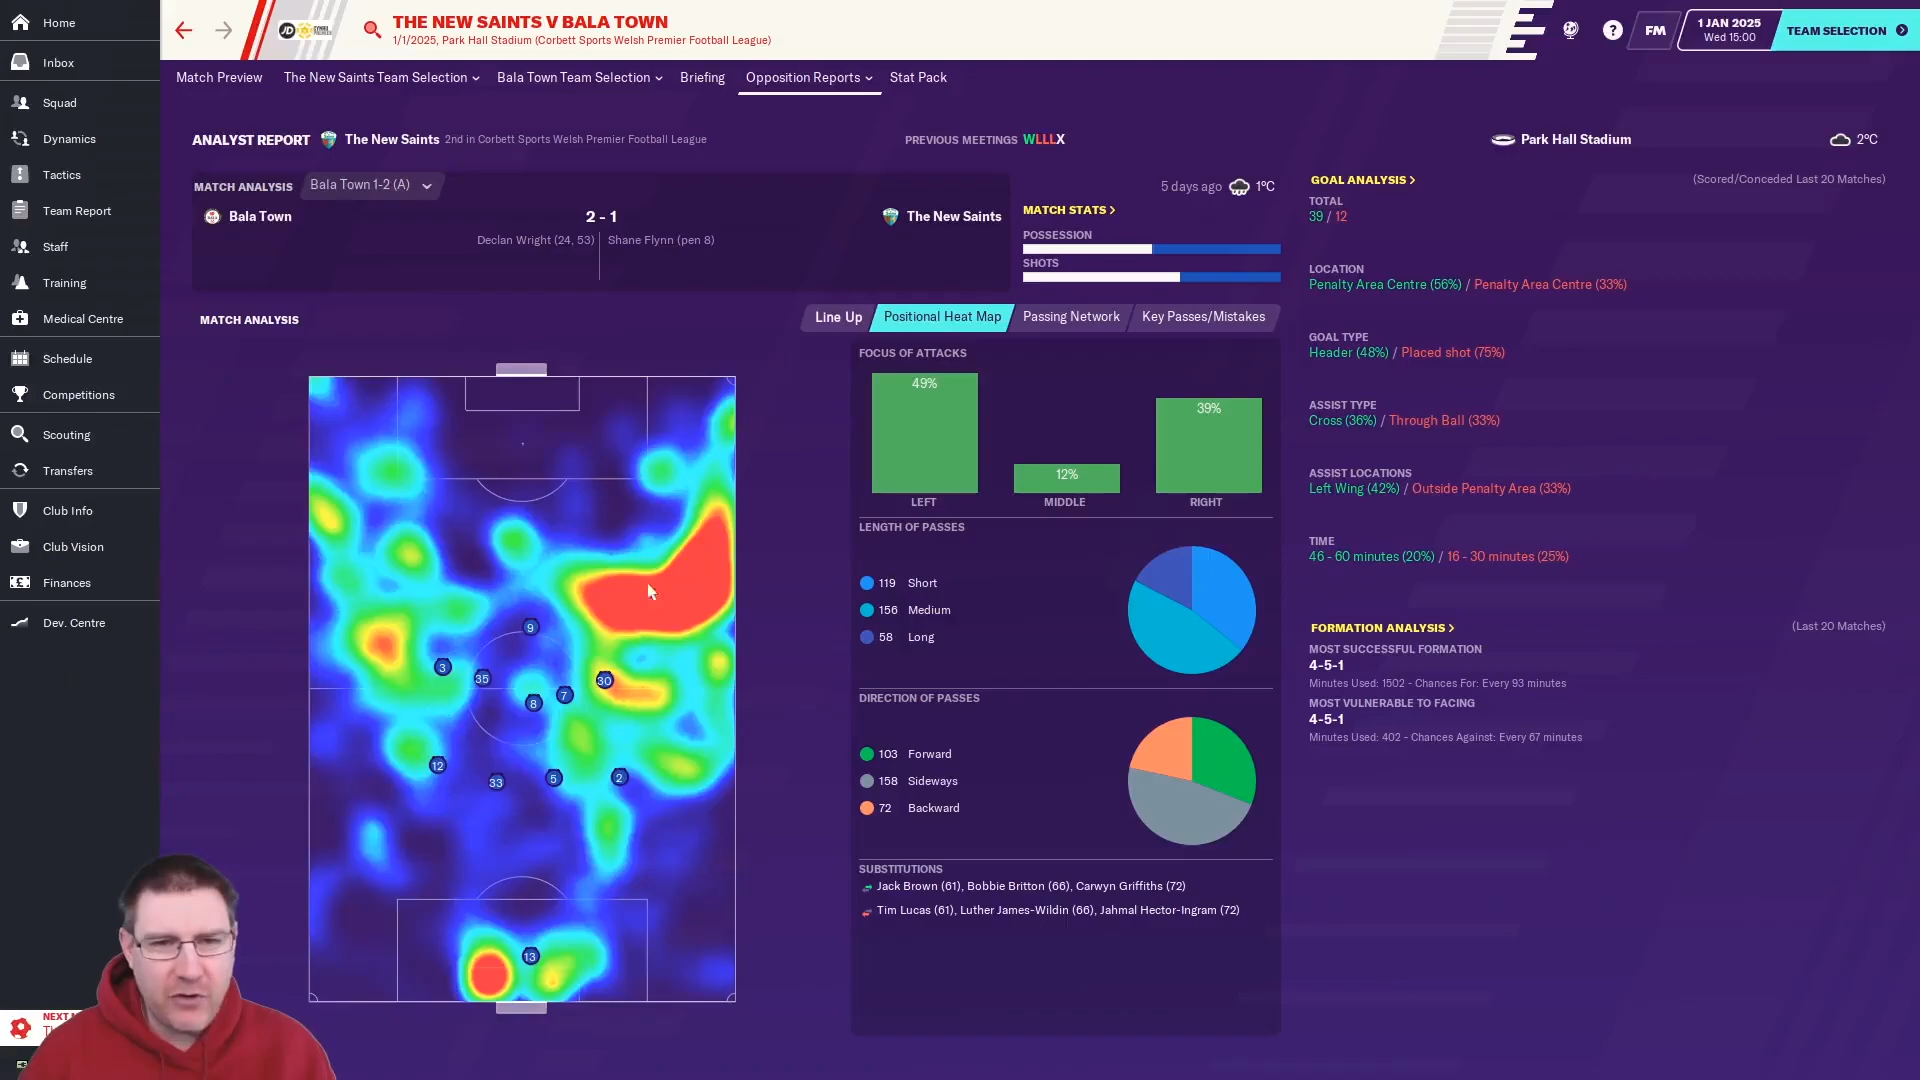 Home
Inbox
Squad
Dynamics
Tactics
Team Report
Staff
Training
Medical Centre
Schedule
Competitions
Scouting
Transfers
Club Info
Club Vision
Finances
Dev. Centre
THE NEW SAINTS V BALA TOWN
1/1/2025, Park Hall Stadium (Corbett Sports Welsh Premier Football League)
JD
?
FM
1 JAN 2025
Wed 15:00
TEAM SELECTION
Match Preview
The New Saints Team Selection
Bala Town Team Selection
Briefing
Opposition Reports
Stat Pack
ANALYST REPORT
The New Saints
2nd in Corbett Sports Welsh Premier Football League
PREVIOUS MEETINGS WLLLX
Park Hall Stadium
2°C
MATCH ANALYSIS
Bala Town 1-2 (A)
5 days ago
1°C
Bala Town
2 - 1
The New Saints
Declan Wright (24, 53)
Shane Flynn (pen 8)
MATCH STATS >
POSSESSION
SHOTS
MATCH ANALYSIS
Line Up
Positional Heat Map
Passing Network
Key Passes/Mistakes
9
3
35
30
7
8
12
33
5
2
13
FOCUS OF ATTACKS
49%
12%
39%
LEFT
MIDDLE
RIGHT
LENGTH OF PASSES
119 Short
156 Medium
58 Long
DIRECTION OF PASSES
103 Forward
158 Sideways
72 Backward
SUBSTITUTIONS
Jack Brown (61), Bobbie Britton (66), Carwyn Griffiths (72)
Tim Lucas (61), Luther James-Wildin (66), Jahmal Hector-Ingram (72)
GOAL ANALYSIS >
(Scored/Conceded Last 20 Matches)
TOTAL
39 / 12
LOCATION
Penalty Area Centre (56%) / Penalty Area Centre (33%)
GOAL TYPE
Header (48%) / Placed shot (75%)
ASSIST TYPE
Cross (36%) / Through Ball (33%)
ASSIST LOCATIONS
Left Wing (42%) / Outside Penalty Area (33%)
TIME
46 - 60 minutes (20%) / 16 - 30 minutes (25%)
FORMATION ANALYSIS >
(Last 20 Matches)
MOST SUCCESSFUL FORMATION
4-5-1
Minutes Used: 1502 - Chances For: Every 93 minutes
MOST VULNERABLE TO FACING
4-5-1
Minutes Used: 402 - Chances Against: Every 67 minutes
NEXT